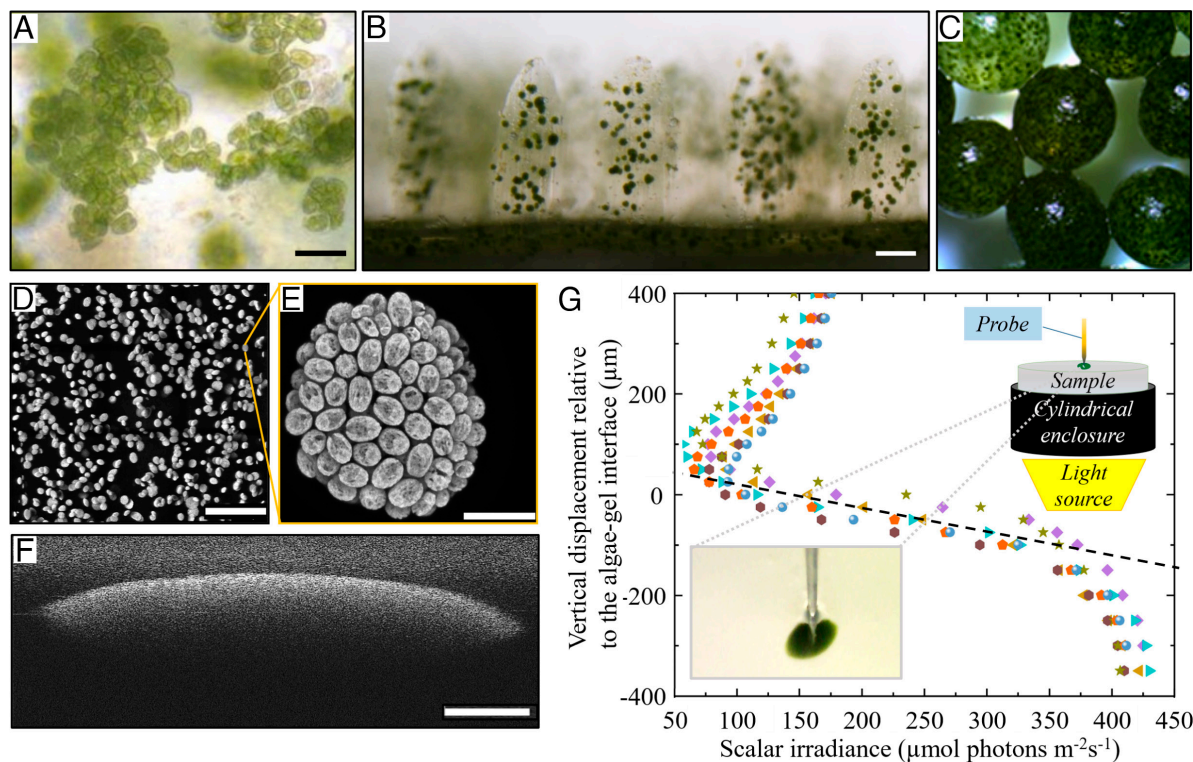 A
B
C
D
E
F
G
Vertical displacement relative
to the algae-gel interface (μm)
400
200
0
-200
-400
50
100
150
200
250
300
350
400
450
Scalar irradiance (μmol photons m⁻²s⁻¹)
Probe
Sample
Cylindrical
enclosure
Light
source